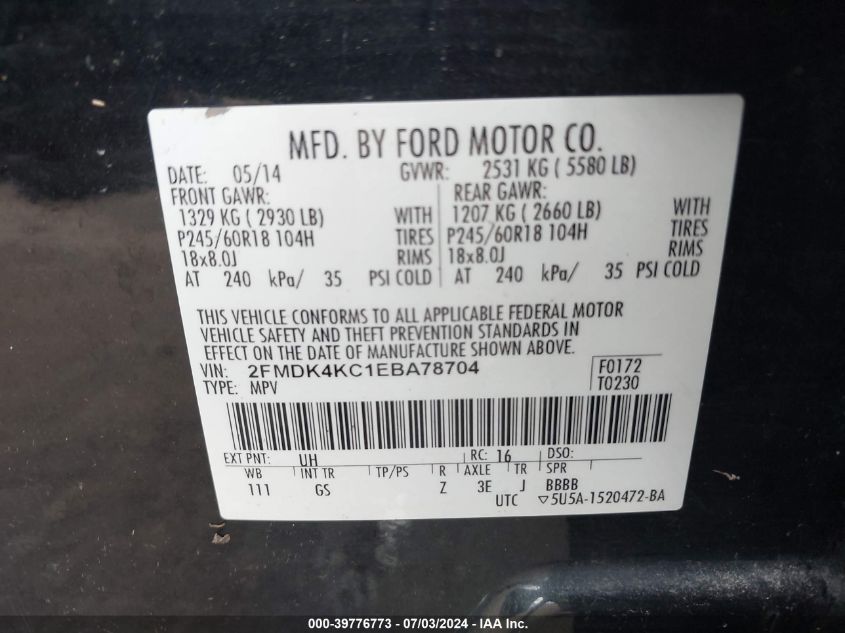 MFD. BY FORD MOTOR CO.
DATE: 05/14 GVWR: 2531 KG ( 5580 LB)
FRONT GAWR: REAR GAWR:
1329 KG ( 2930 LB) WITH 1207 KG ( 2660 LB) WITH
P245/60R18 104H TIRES P245/60R18 104H TIRES
18x8.0J RIMS 18x8.0J RIMS
AT 240 kPa/ 35 PSI COLD AT 240 kPa/ 35 PSI COLD
THIS VEHICLE CONFORMS TO ALL APPLICABLE FEDERAL MOTOR
VEHICLE SAFETY AND THEFT PREVENTION STANDARDS IN
EFFECT ON THE DATE OF MANUFACTURE SHOWN ABOVE.
VIN: 2FMDK4KC1EBA78704 F0172
TYPE: MPV T0230
EXT PNT: UH RC: 16 DSO:
WB INT TR TP/PS R AXLE TR SPR
111 GS Z 3E J BBBB
UTC ▽5U5A-1520472-BA
000-39776773 - 07/03/2024 - IAA Inc.